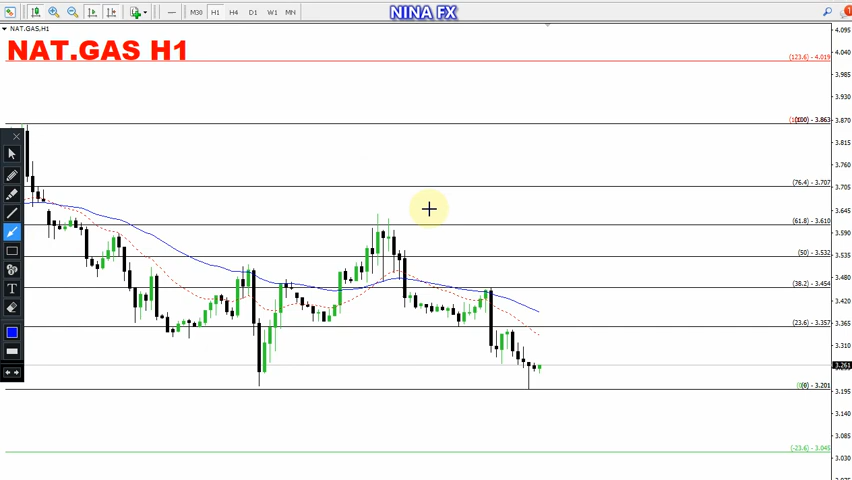 M30 H1 H4 D1 W1 MN
NINA FX
NAT.GAS,H1
NAT.GAS H1
4.095
4.035
(123.6) - 4.019
3.985
3.930
3.870
(100) - 3.863
3.815
3.760
3.705
(76.4) - 3.707
3.645
(61.8) - 3.610
3.590
3.535
(50) - 3.532
3.480
(38.2) - 3.454
3.420
3.365
(23.6) - 3.357
3.310
3.261
(0) - 3.201
3.195
3.140
3.085
(-23.6) - 3.045
3.030
T